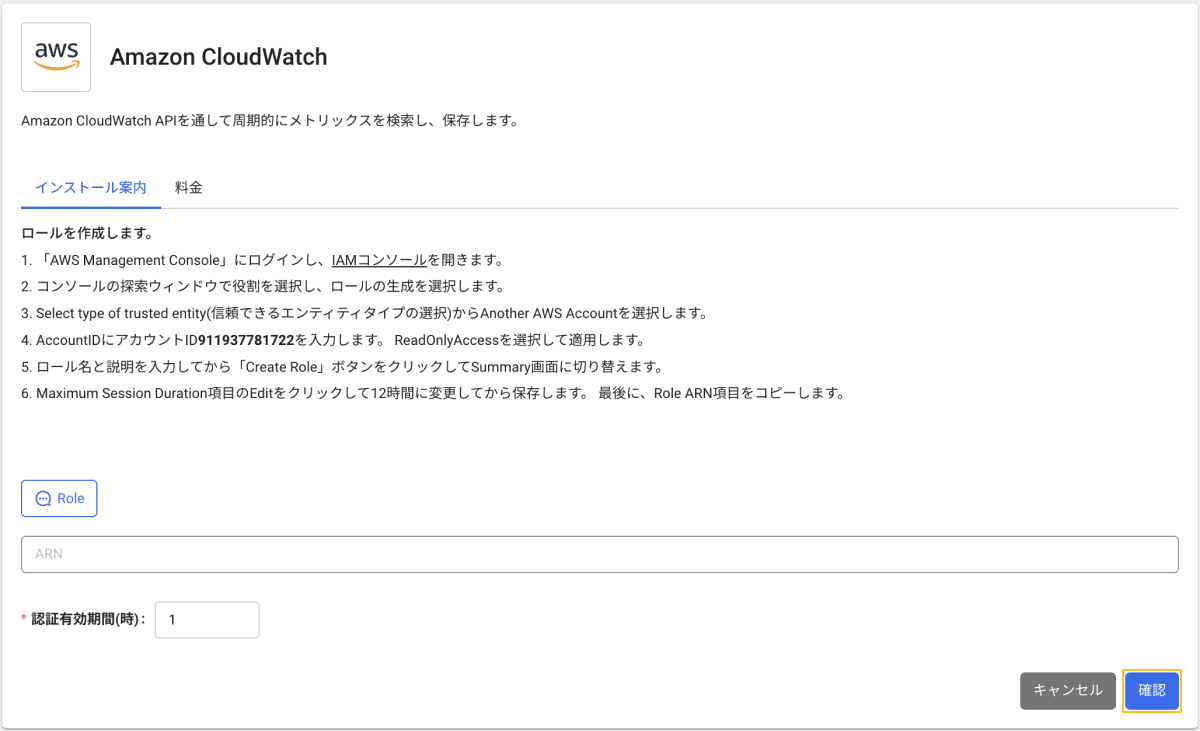 aws
Amazon CloudWatch
Amazon CloudWatch APIを通して周期的にメトリックスを検索し、保存します。
インストール案内 料金
ロールを作成します。
1. 「AWS Management Console」にログインし、IAMコンソールを開きます。
2. コンソールの探索ウィンドウで役割を選択し、ロールの生成を選択します。
3. Select type of trusted entity(信頼できるエンティティタイプの選択)からAnother AWS Accountを選択します。
4. AccountIDにアカウントID911937781722を入力します。 ReadOnlyAccessを選択して適用します。
5. ロール名と説明を入力してから「Create Role」ボタンをクリックしてSummary画面に切り替えます。
6. Maximum Session Duration項目のEditをクリックして12時間に変更してから保存します。 最後に、Role ARN項目をコピーします。
Role
ARN
* 認証有効期間(時) : 1
キャンセル 確認